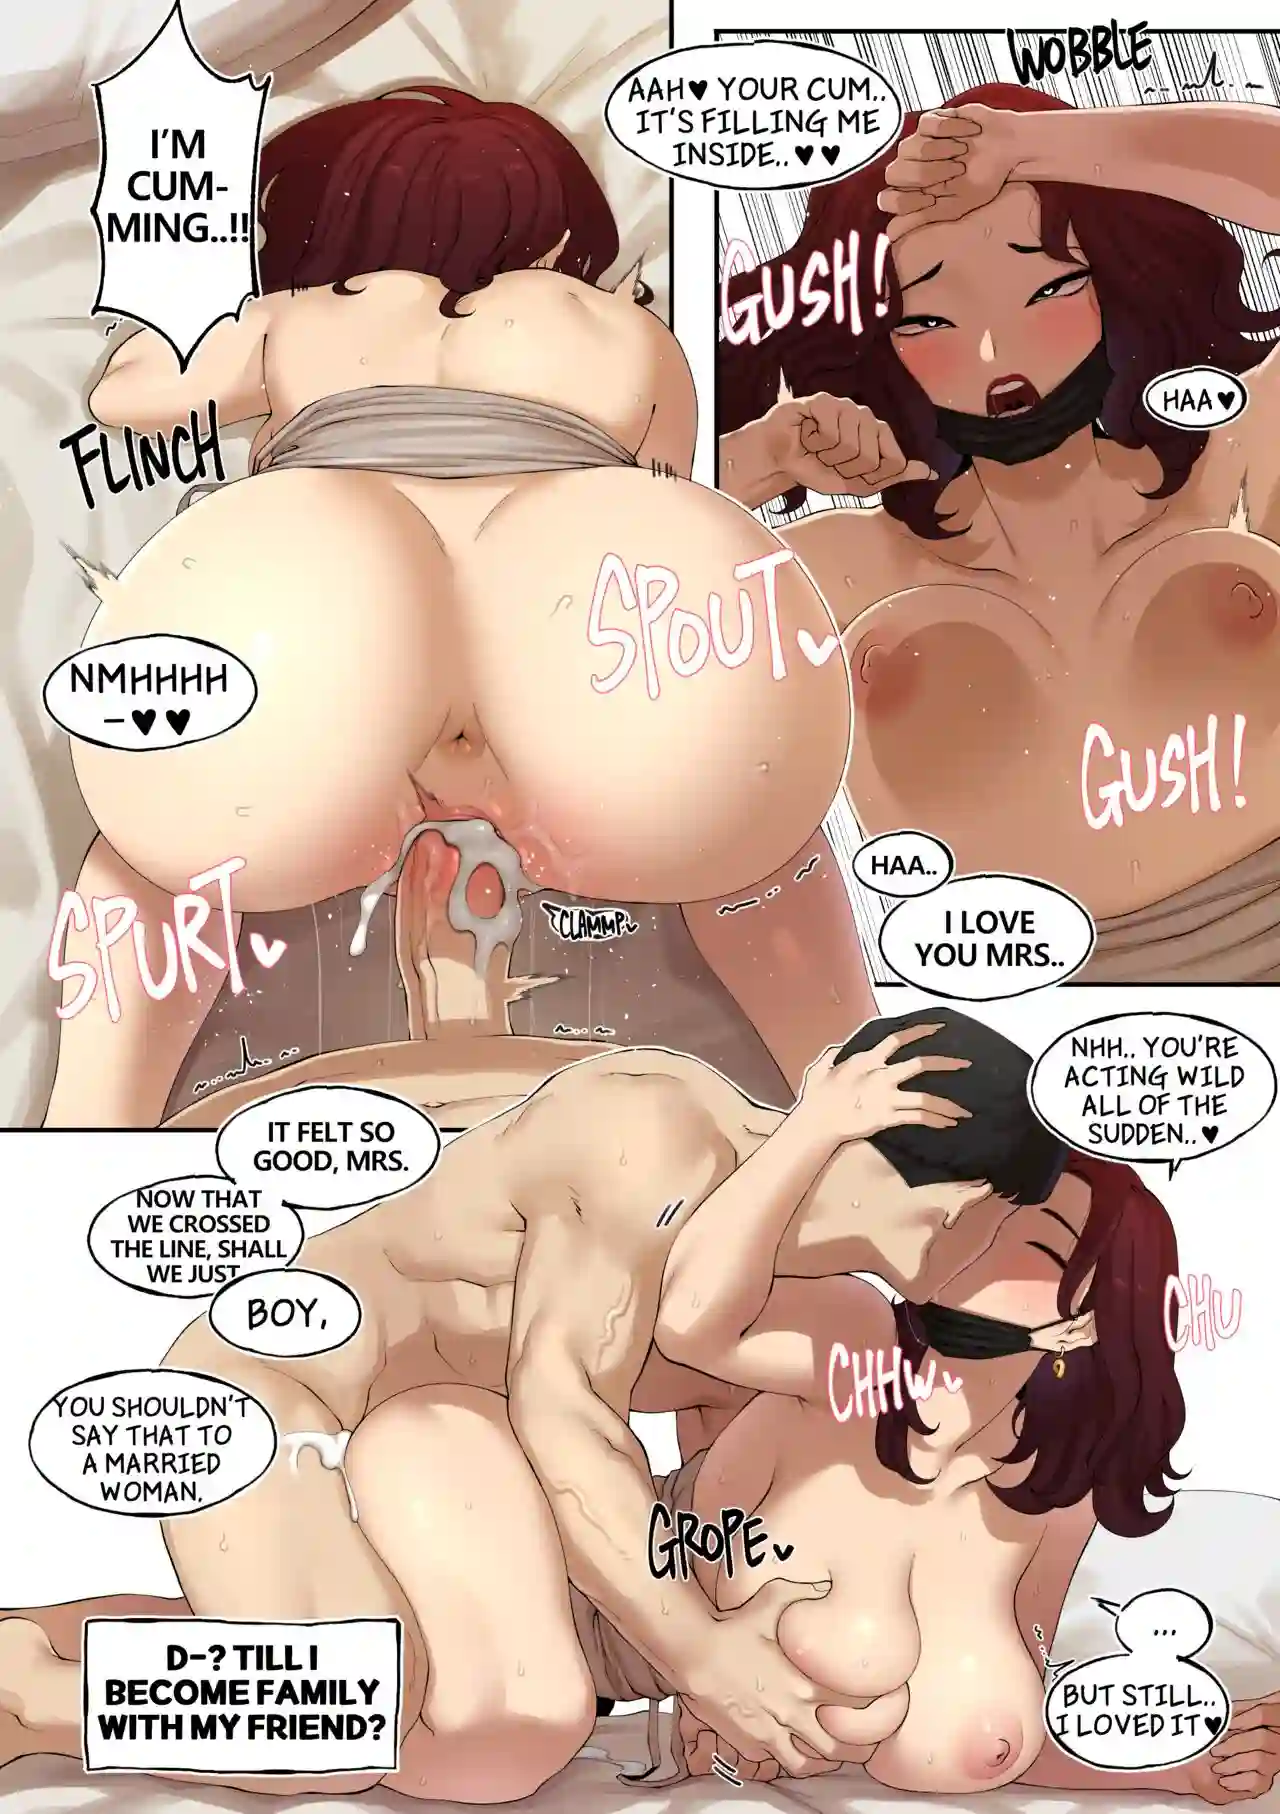 I'M
CUM-
MING..!!
WOBBLE
AAH♥ YOUR CUM..
IT'S FILLING ME
INSIDE..♥♥
GUSH!
HAA♥
FLINCH
SPOUT♥
NMHHHH
-♥♥
GUSH!
SPURT♥
CLAMMP♥
HAA..
I LOVE
YOU MRS..
NHH.. YOU'RE
ACTING WILD
ALL OF THE
SUDDEN..♥
IT FELT SO
GOOD, MRS.
NOW THAT
WE CROSSED
THE LINE, SHALL
WE JUST
BOY,
CHU
CHHW♥
YOU SHOULDN'T
SAY THAT TO
A MARRIED
WOMAN.
GROPE♥
...
BUT STILL..
I LOVED IT♥
D-? TILL I
BECOME FAMILY
WITH MY FRIEND?